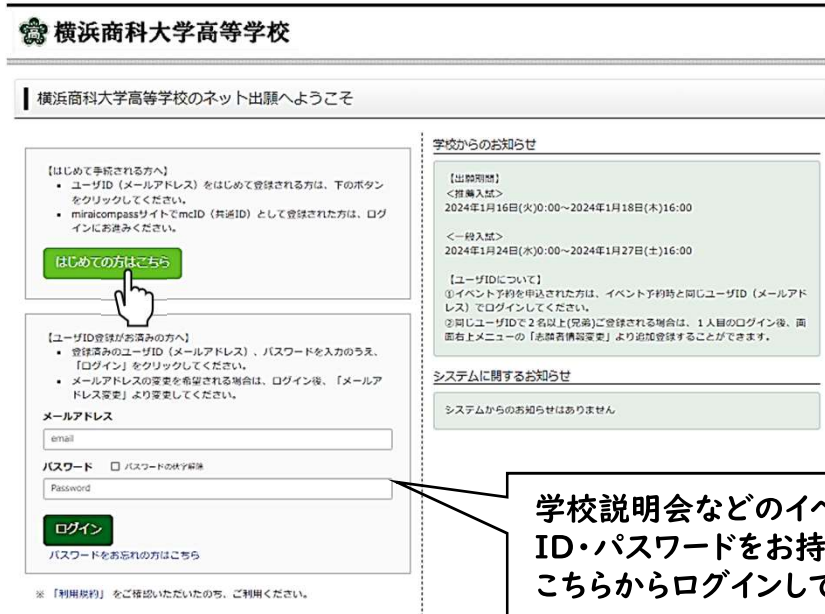 横浜商科大学高等学校
横浜商科大学高等学校のネット出願へようこそ
【はじめて手続される方へ】
• ユーザID（メールアドレス）をはじめて登録される方は、下のボタン
をクリックしてください。
• miraicompassサイトでmcID（共通ID）として登録された方は、ログ
インにお進みください。
はじめての方はこちら
【ユーザID登録がお済みの方へ】
• 登録済みのユーザID（メールアドレス）、パスワードを入力のうえ、
「ログイン」をクリックしてください。
• メールアドレスの変更を希望される場合は、ログイン後、「メールア
ドレス変更」より変更してください。
メールアドレス
email
パスワード □ パスワードの伏字解除
Password
ログイン
パスワードをお忘れの方はこちら
※ 「利用規約」 をご確認いただいたのち、ご利用ください。
学校からのお知らせ
【出願期間】
<推薦入試>
2024年1月16日(火)0:00～2024年1月18日(木)16:00
<一般入試>
2024年1月24日(水)0:00～2024年1月27日(土)16:00
【ユーザIDについて】
①イベント予約を申込された方は、イベント予約時と同じユーザID（メールアド
レス）でログインしてください。
②同じユーザIDで２名以上(兄弟)ご登録される場合は、１人目のログイン後、画
面右上メニューの「志願者情報変更」より追加登録することができます。
システムに関するお知らせ
システムからのお知らせはありません
学校説明会などのイベ
ID・パスワードをお持
こちらからログインして